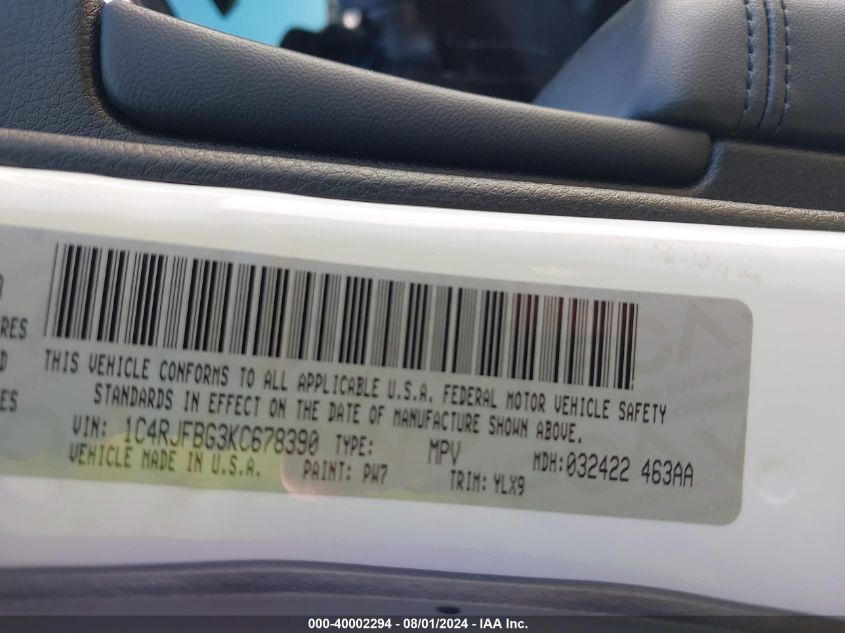 RES
D
ES
THIS VEHICLE CONFORMS TO ALL APPLICABLE U.S.A. FEDERAL MOTOR VEHICLE SAFETY
STANDARDS IN EFFECT ON THE DATE OF MANUFACTURE SHOWN ABOVE.
VIN: 1C4RJFBG3KC678390 TYPE: MPV MDH:032422 463AA
VEHICLE MADE IN U.S.A. PAINT: PW7 TRIM: YLX9
000-40002294 - 08/01/2024 - IAA Inc.